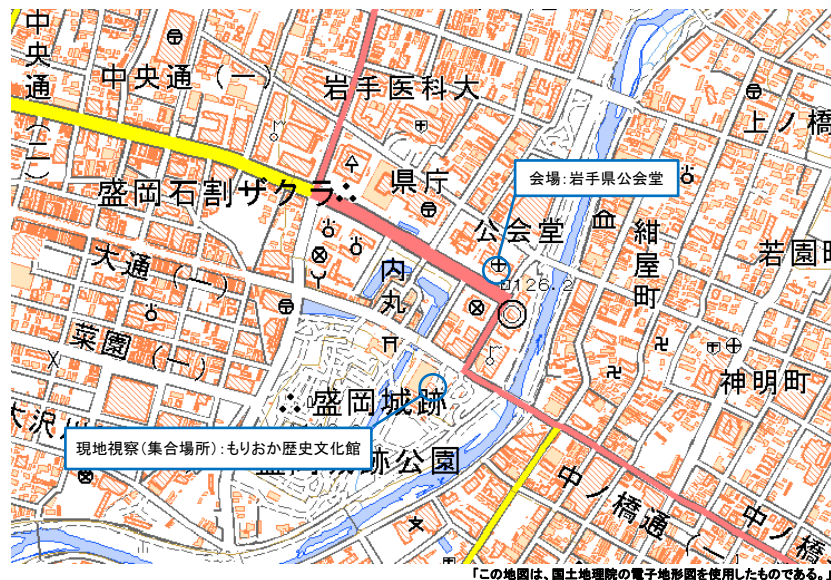 中央通(二)
中央通(一)
岩手医科大
上ノ橋
会場：岩手県公会堂
盛岡石割ザクラ
県庁
公会堂
紺屋町
若園町
大通(一)
内丸
126.2
菜園(一)
神明町
盛岡城跡
大沢川
現地視察（集合場所）：もりおか歴史文化館
盛岡城跡公園
中ノ橋通(一)
中ノ橋
「この地図は、国土地理院の電子地形図を使用したものである。」